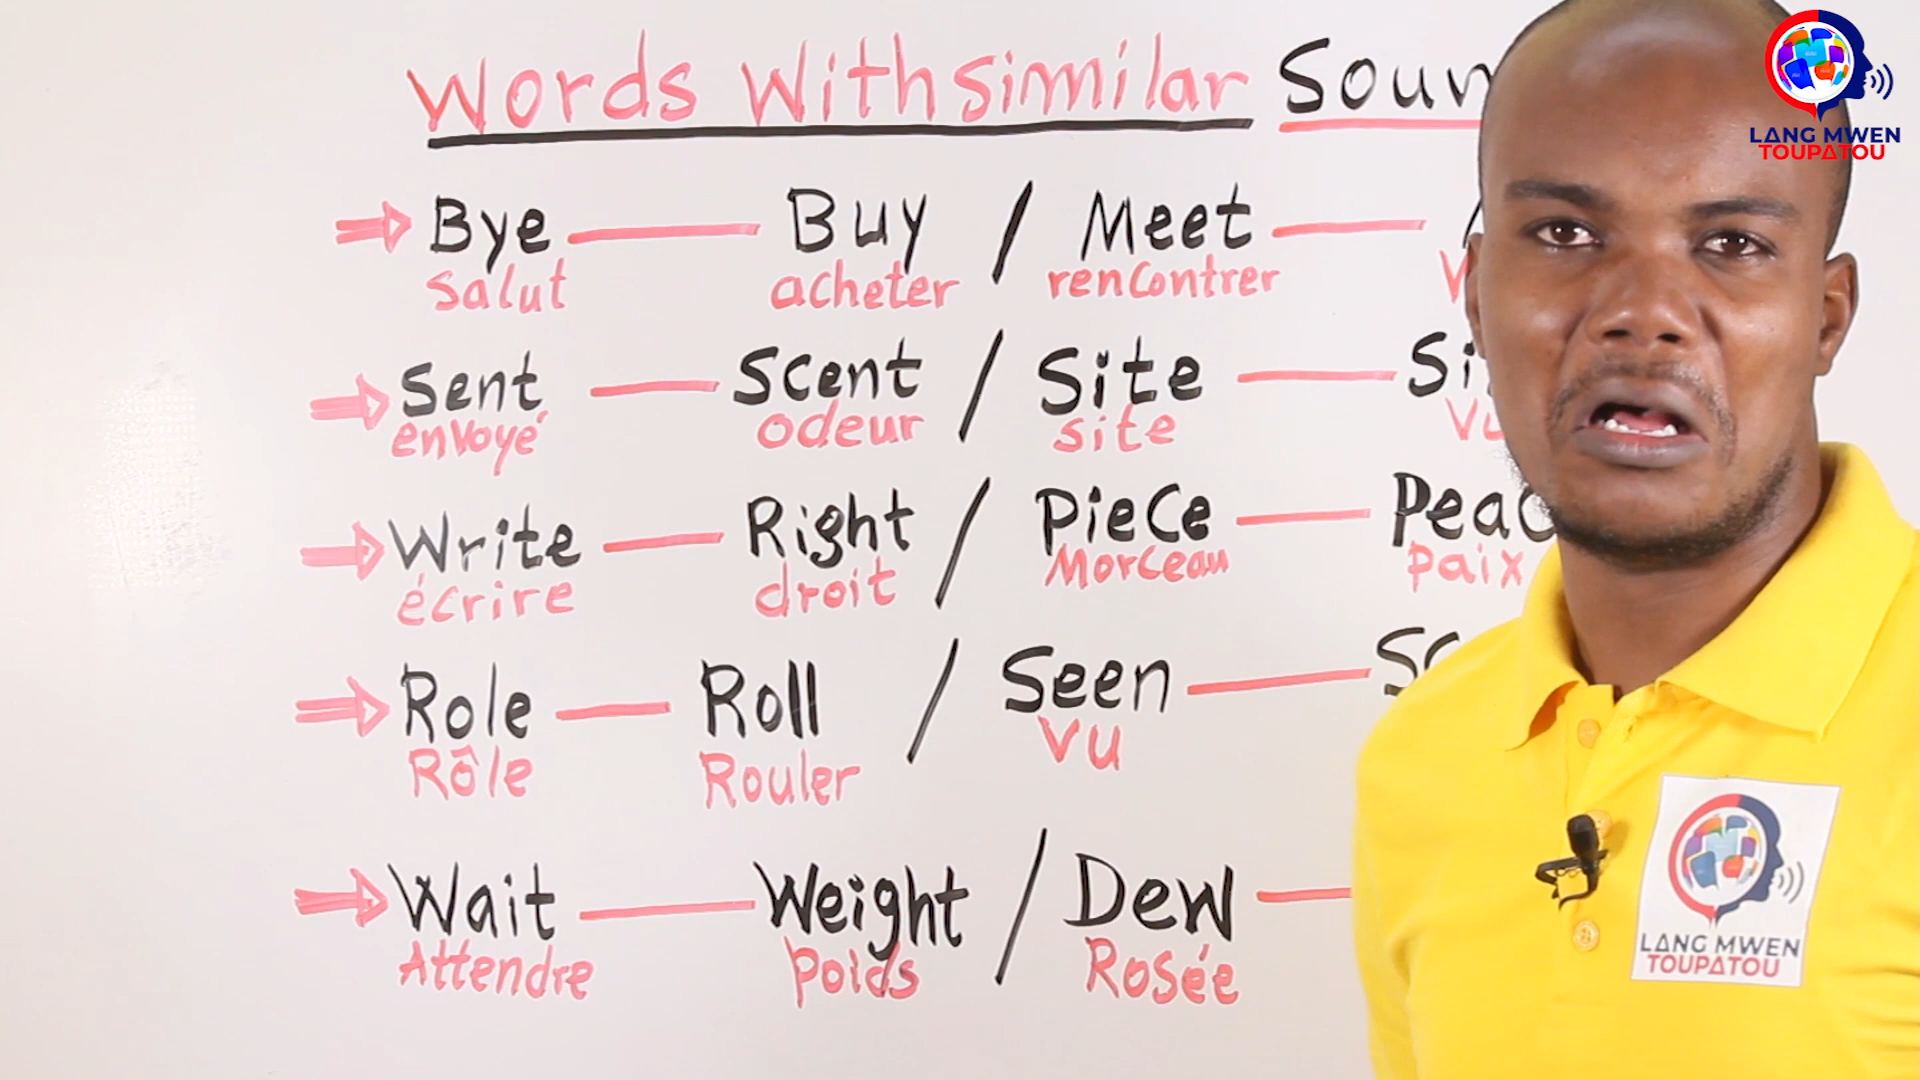 Words With similar
Bye Buy / Meet
salut acheter rencontrer
Sent Scent / Site
envoyé odeur site
Write Right / Piece
écrire droit Morceau paix
Role Roll / Seen
Rôle Rouler Vu
Wait Weight / Dew
Attendre poids Rosée
LANG MWEN
TOUPATOU
LANG MWEN
TOUPATOU